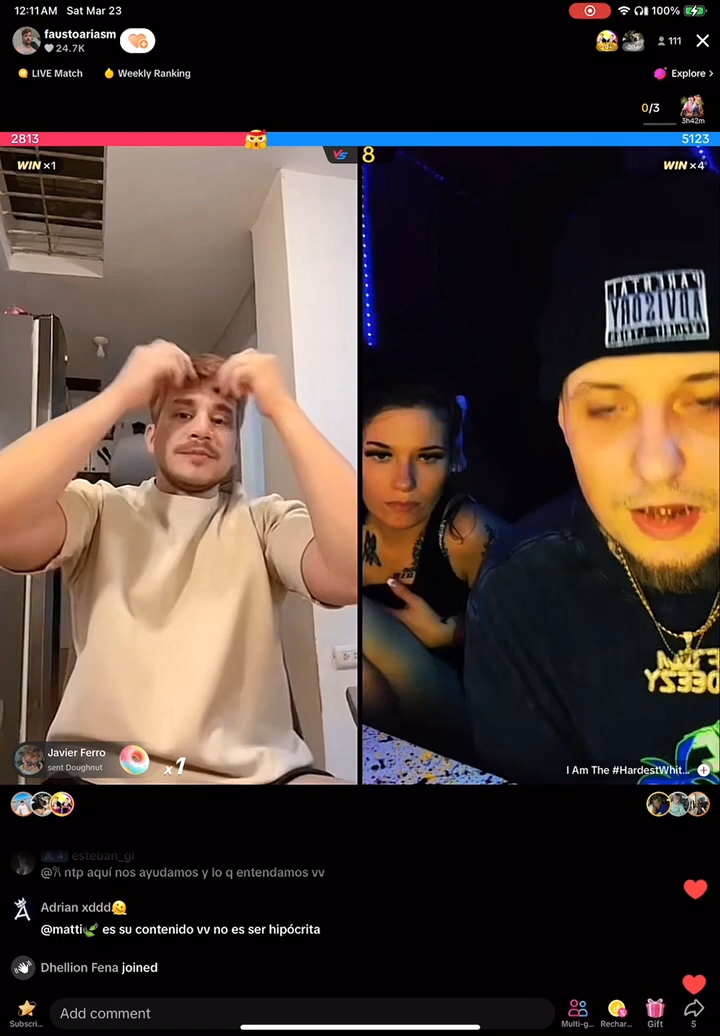 12:11 AM Sat Mar 23
100%
faustoariasm
24.7K
111
LIVE Match
Weekly Ranking
Explore >
0/3
3h42m
2813
5123
WIN ×1
VS
8
WIN ×4
ADVISORY
Javier Ferro
sent Doughnut
x1
I Am The #HardestWhit...
esteban_gl
ntp aquí nos ayudamos y lo q entendamos vv
Adrian xddd🫠
@matti🌿 es su contenido vv no es ser hipócrita
Dhellion Fena joined
Subscri...
Add comment
Multi-g...
Rechar...
Gift
5